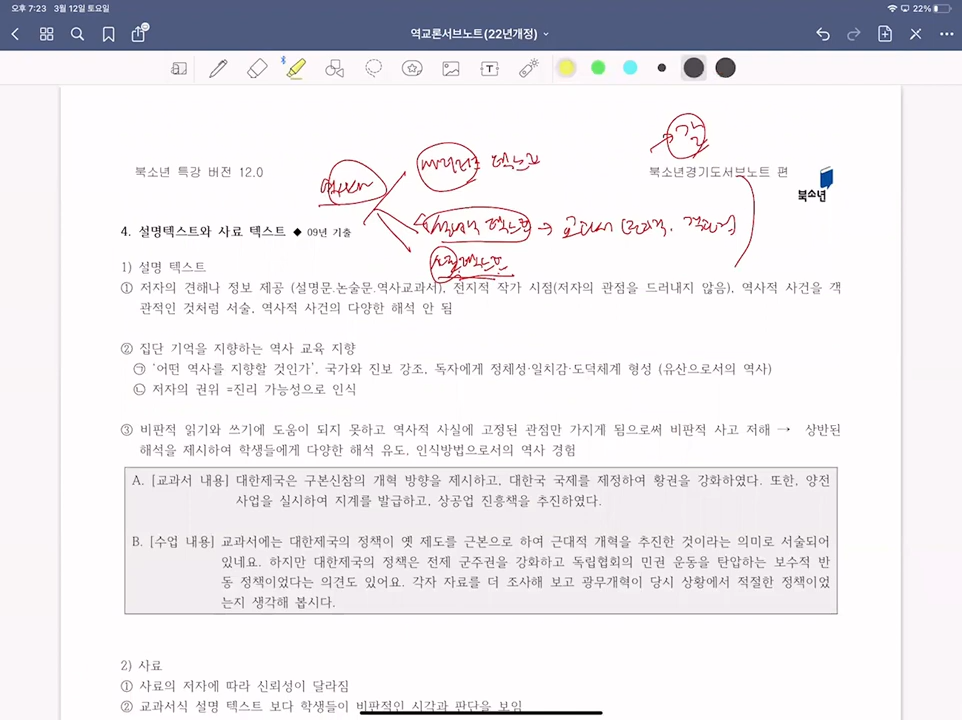 오후 7:23 3월 12일 토요일
22%
역교론서브노트(22년개정)
갈
내러티브 텍스트
북소년 특강 버전 12.0
북소년경기도서브노트 편
북소년
설명식 텍스트 → 교과서
4. 설명텍스트와 사료 텍스트 ◆ 09년 기출
1) 설명 텍스트
① 저자의 견해나 정보 제공 (설명문.논술문.역사교과서), 전지적 작가 시점(저자의 관점을 드러내지 않음), 역사적 사건을 객
관적인 것처럼 서술, 역사적 사건의 다양한 해석 안 됨
② 집단 기억을 지향하는 역사 교육 지향
㉠ ‘어떤 역사를 지향할 것인가’, 국가와 진보 강조, 독자에게 정체성·일치감·도덕체계 형성 (유산으로서의 역사)
㉡ 저자의 권위 =진리 가능성으로 인식
③ 비판적 읽기와 쓰기에 도움이 되지 못하고 역사적 사실에 고정된 관점만 가지게 됨으로써 비판적 사고 저해 → 상반된
해석을 제시하여 학생들에게 다양한 해석 유도, 인식방법으로서의 역사 경험
A. [교과서 내용] 대한제국은 구본신참의 개혁 방향을 제시하고, 대한국 국제를 제정하여 황권을 강화하였다. 또한, 양전
사업을 실시하여 지계를 발급하고, 상공업 진흥책을 추진하였다.
B. [수업 내용] 교과서에는 대한제국의 정책이 옛 제도를 근본으로 하여 근대적 개혁을 추진한 것이라는 의미로 서술되어
있네요. 하지만 대한제국의 정책은 전제 군주권을 강화하고 독립협회의 민권 운동을 탄압하는 보수적 반
동 정책이었다는 의견도 있어요. 각자 자료를 더 조사해 보고 광무개혁이 당시 상황에서 적절한 정책이었
는지 생각해 봅시다.
2) 사료
① 사료의 저자에 따라 신뢰성이 달라짐
② 교과서식 설명 텍스트 보다 학생들이 비판적인 시각과 판단을 보임